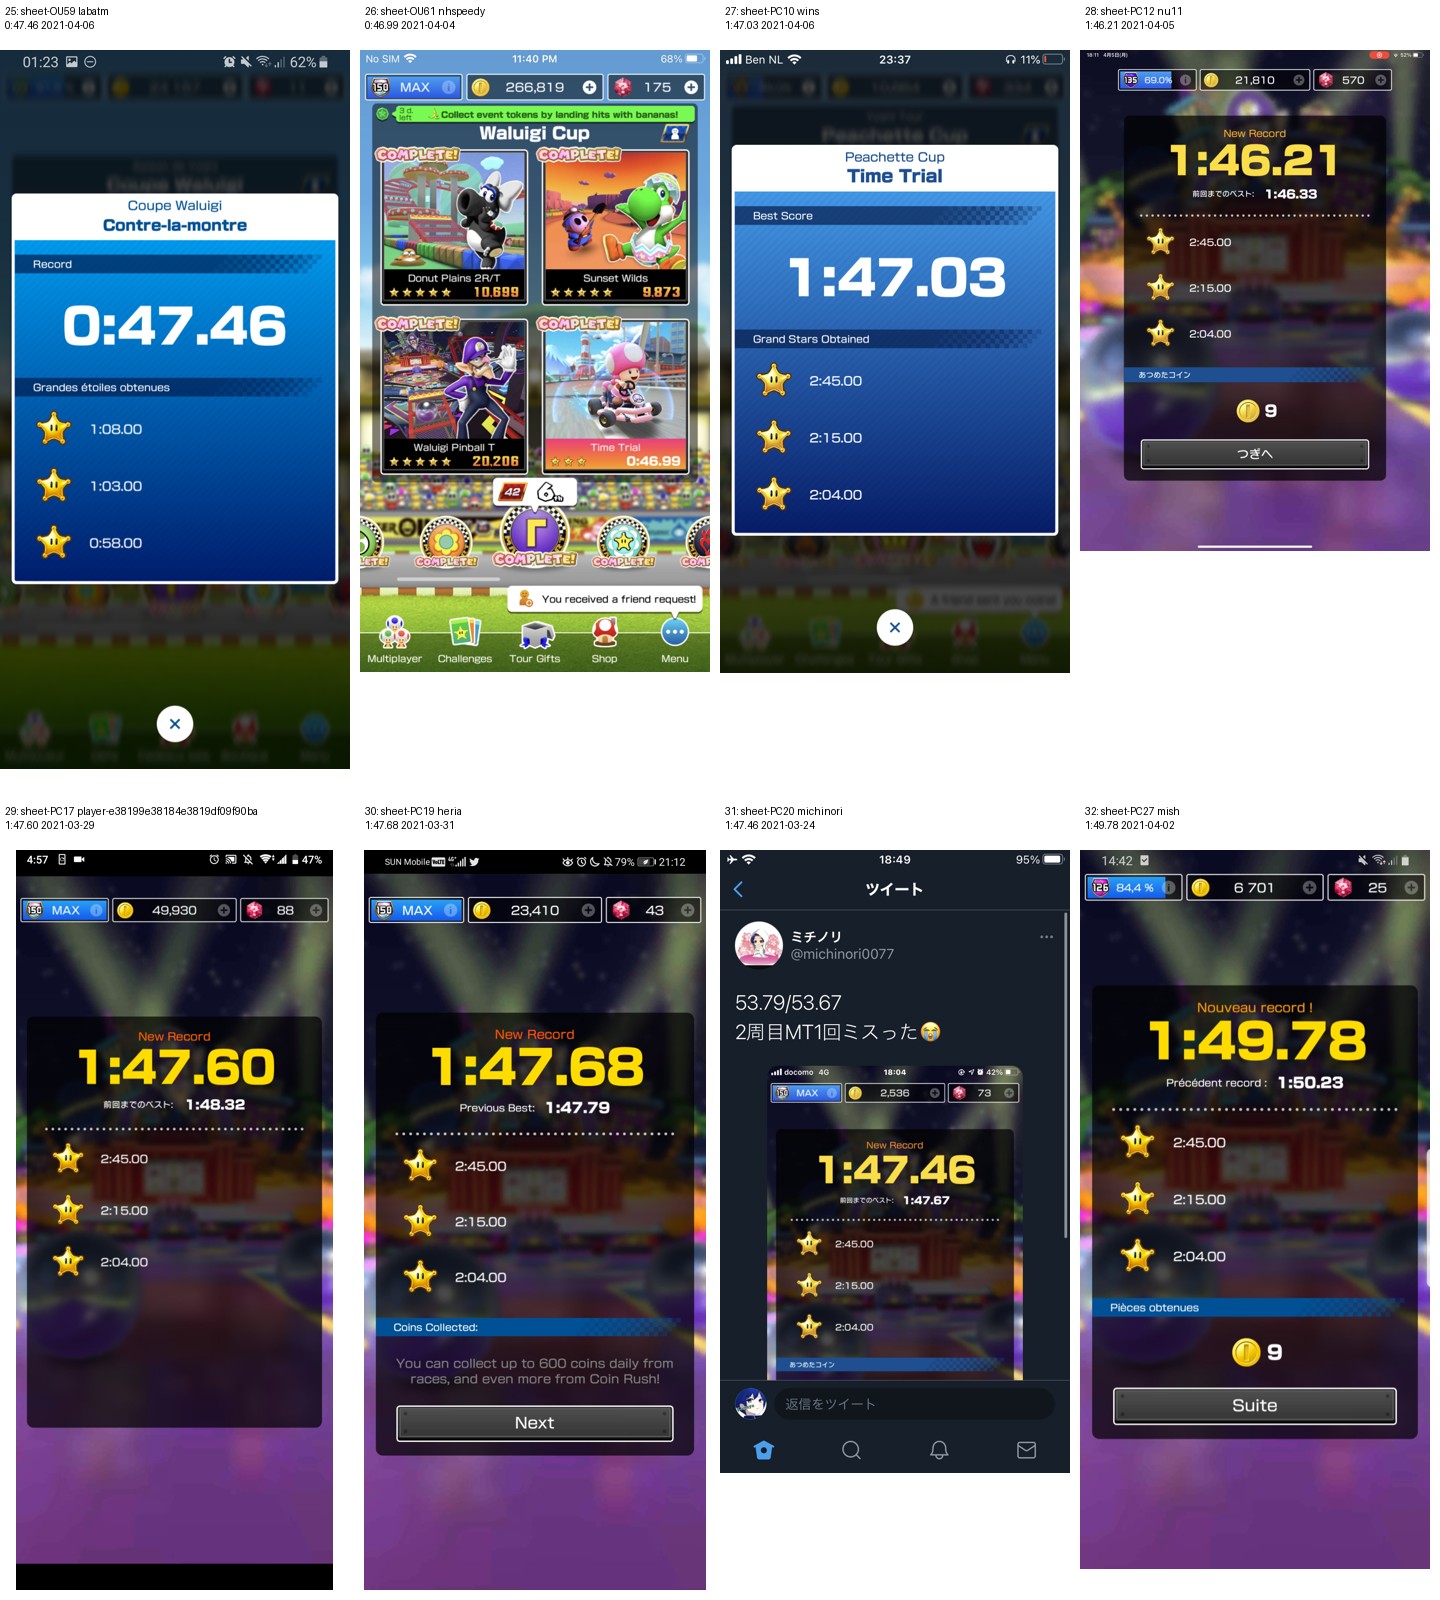 25: sheet-OU59 labatm
0:47.46 2021-04-06
01:23
62%
Coupe Waluigi
Contre-la-montre
Record
0:47.46
Grandes étoiles obtenues
1:08.00
1:03.00
0:58.00
26: sheet-OU61 nhspeedy
0:46.99 2021-04-04
No SIM
11:40 PM
68%
150 MAX
266,819
175
3 d. left
Collect event tokens by landing hits with bananas!
Waluigi Cup
COMPLETE!
COMPLETE!
Donut Plains 2R/T
10,699
Sunset Wilds
9,873
COMPLETE!
COMPLETE!
Waluigi Pinball T
20,206
Time Trial
0:46.99
42 6TH
COMPLETE!
COMPLETE!
COMPLETE!
You received a friend request!
Multiplayer
Challenges
Tour Gifts
Shop
Menu
27: sheet-PC10 wins
1:47.03 2021-04-06
Ben NL
23:37
11%
Peachette Cup
Peachette Cup
Time Trial
Best Score
1:47.03
Grand Stars Obtained
2:45.00
2:15.00
2:04.00
28: sheet-PC12 nu11
1:46.21 2021-04-05
18:11 4月5日(月)
52%
135 69.0%
21,810
570
New Record
1:46.21
前回までのベスト: 1:46.33
2:45.00
2:15.00
2:04.00
あつめたコイン
9
つぎへ
29: sheet-PC17 player-e38199e38184e3819df09f90ba
1:47.60 2021-03-29
4:57
47%
150 MAX
49,930
88
New Record
1:47.60
前回までのベスト: 1:48.32
2:45.00
2:15.00
2:04.00
30: sheet-PC19 heria
1:47.68 2021-03-31
SUN Mobile
79%
21:12
150 MAX
23,410
43
New Record
1:47.68
Previous Best: 1:47.79
2:45.00
2:15.00
2:04.00
Coins Collected:
You can collect up to 600 coins daily from
races, and even more from Coin Rush!
Next
31: sheet-PC20 michinori
1:47.46 2021-03-24
18:49
95%
ツイート
ミチノリ
@michinori0077
53.79/53.67
2周目MT1回ミスった😭
docomo 4G
18:04
42%
150 MAX
2,536
73
New Record
1:47.46
前回までのベスト: 1:47.67
2:45.00
2:15.00
2:04.00
あつめたコイン
返信をツイート
32: sheet-PC27 mish
1:49.78 2021-04-02
14:42
126 84,4 %
6 701
25
Nouveau record !
1:49.78
Précédent record : 1:50.23
2:45.00
2:15.00
2:04.00
Pièces obtenues
9
Suite